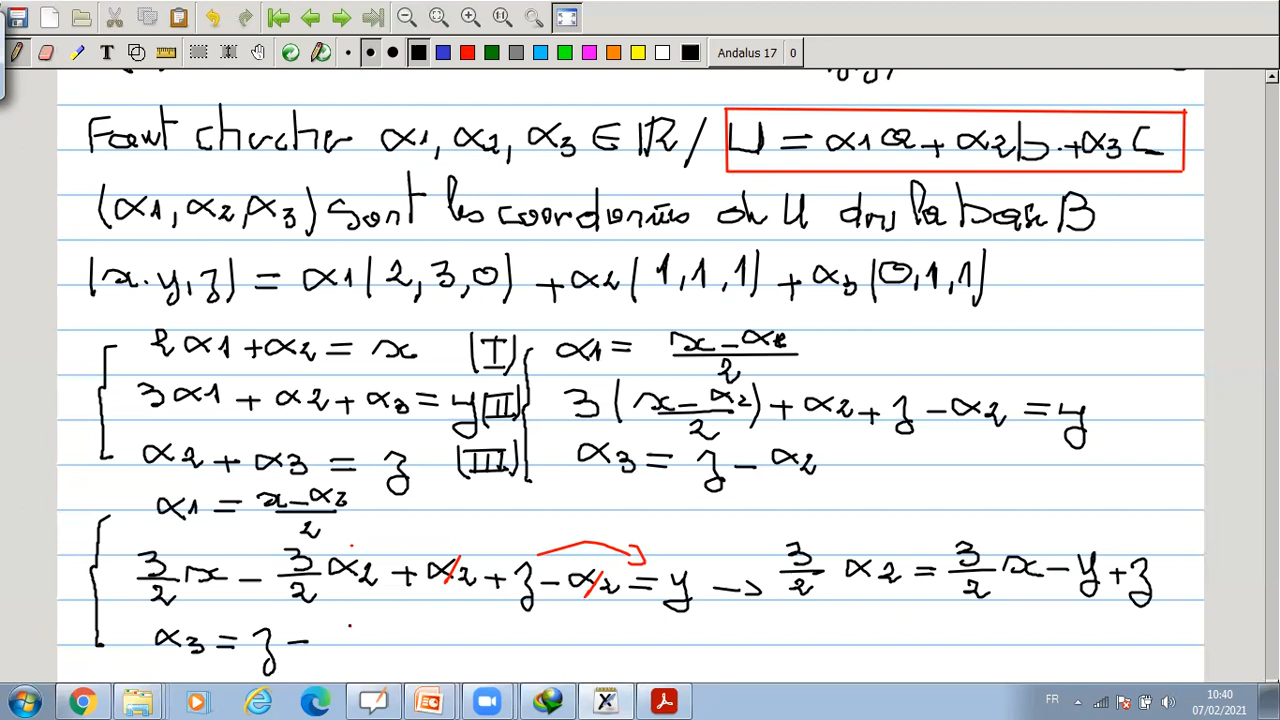 Andalus 17 0
Faut chercher α1, α2, α3 ∈ ℝ / U = α1a + α2b + α3c
(α1, α2, α3) sont les coordonnées de U dans la base B
(x.y,z) = α1(2,3,0) + α2(1,1,1) + α3(0,1,1)
2α1+α2 = x (I) α1 = (x-α2)/2
3α1 + α2 + α3 = y (II) 3(x-α2/2) + α2 + z - α2 = y
α2 + α3 = z (III) α3 = z - α2
α1 = (x-α2)/2
3/2 x - 3/2 α2 + α2 + z - α2 = y → 3/2 α2 = 3/2 x - y + z
α3 = z -
FR
10:40
07/02/2021